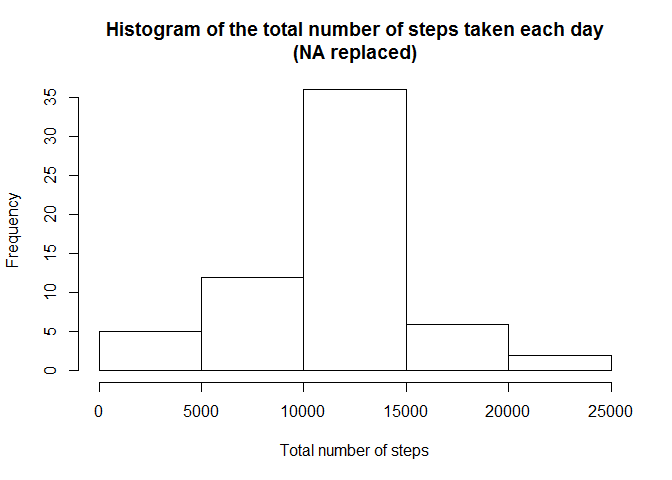 Histogram of the total number of steps taken each day
(NA replaced)
Frequency
35
30
25
20
15
10
5
0
0 5000 10000 15000 20000 25000
Total number of steps